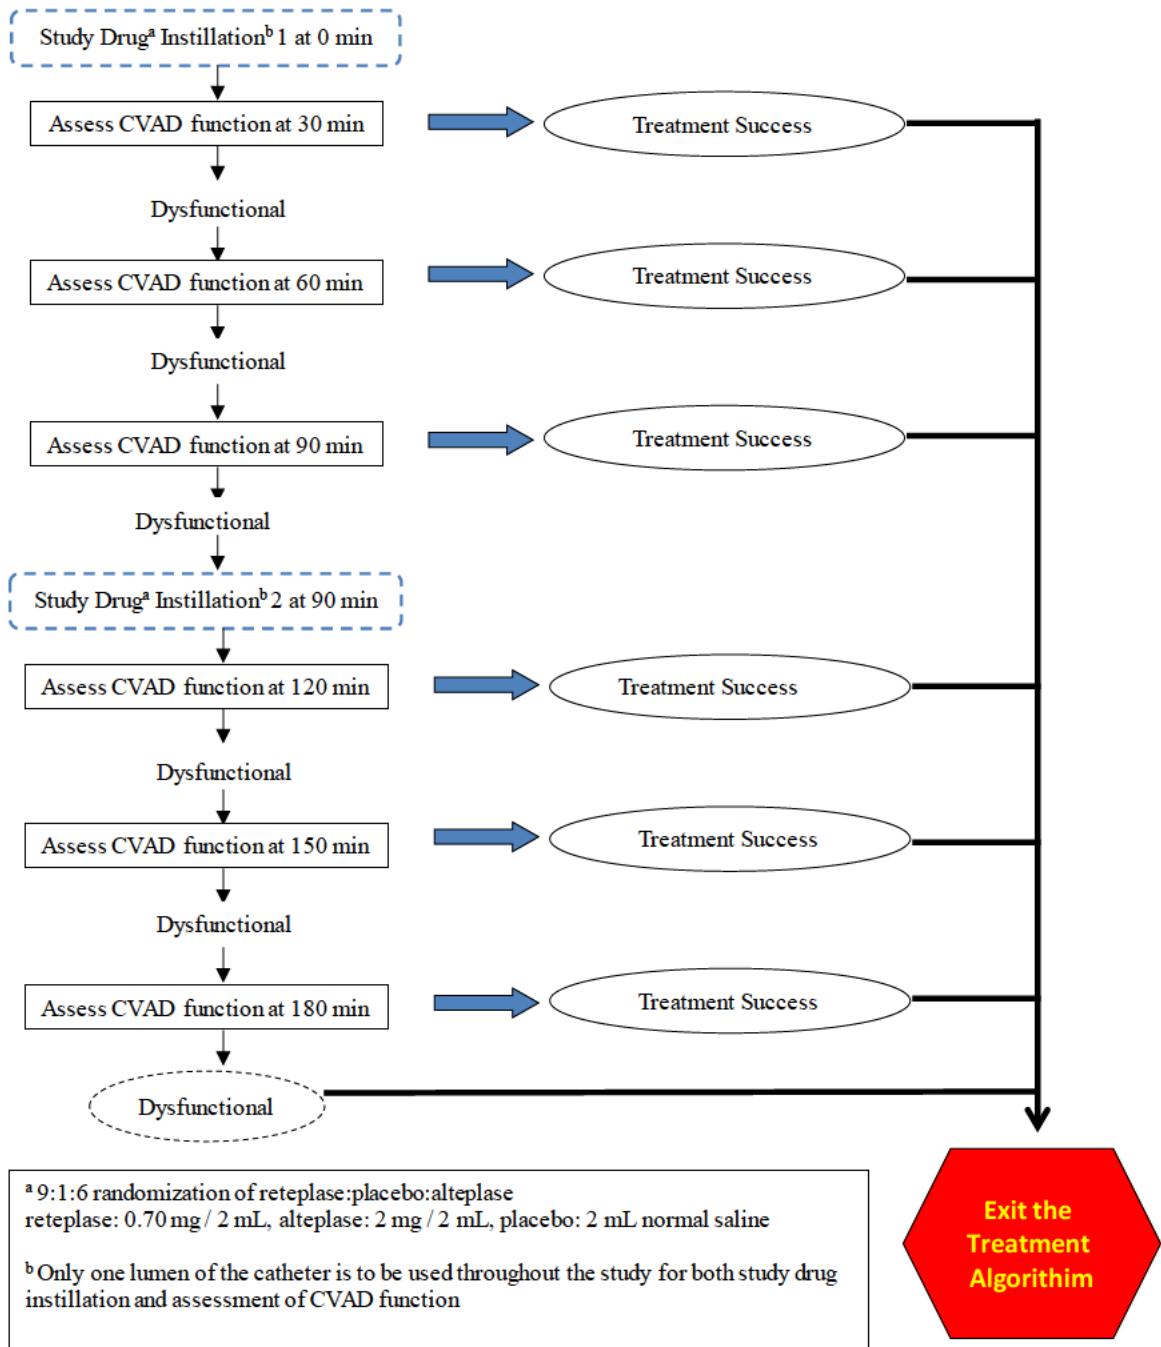 Study Drugᵃ Instillationᵇ 1 at 0 min
Assess CVAD function at 30 min
Treatment Success
Dysfunctional
Assess CVAD function at 60 min
Treatment Success
Dysfunctional
Assess CVAD function at 90 min
Treatment Success
Dysfunctional
Study Drugᵃ Instillationᵇ 2 at 90 min
Assess CVAD function at 120 min
Treatment Success
Dysfunctional
Assess CVAD function at 150 min
Treatment Success
Dysfunctional
Assess CVAD function at 180 min
Treatment Success
Dysfunctional
ᵃ 9:1:6 randomization of reteplase:placebo:alteplase
reteplase: 0.70 mg / 2 mL, alteplase: 2 mg / 2 mL, placebo: 2 mL normal saline
ᵇ Only one lumen of the catheter is to be used throughout the study for both study drug
instillation and assessment of CVAD function
Exit the
Treatment
Algorithim